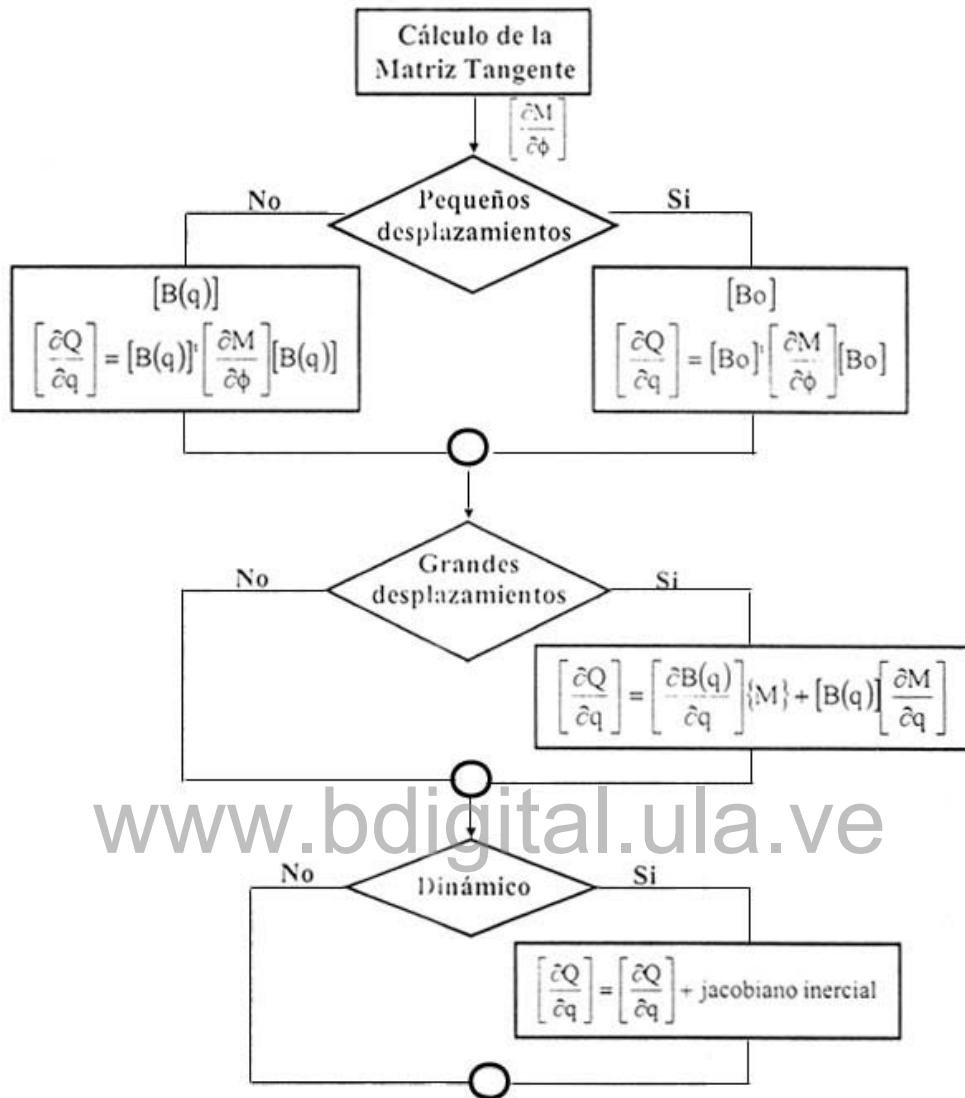 Cálculo de la
Matriz Tangente
[∂M/∂ϕ]
No
Pequeños
desplazamientos
Si
[B(q)]
[∂Q/∂q] = [B(q)]ᵗ [∂M/∂ϕ] [B(q)]
[Bo]
[∂Q/∂q] = [Bo]ᵗ [∂M/∂ϕ] [Bo]
No
Grandes
desplazamientos
Si
[∂Q/∂q] = [∂B(q)/∂q] {M} + [B(q)] [∂M/∂q]
www.bdigital.ula.ve
No
Dinámico
Si
[∂Q/∂q] = [∂Q/∂q] + jacobiano inercial